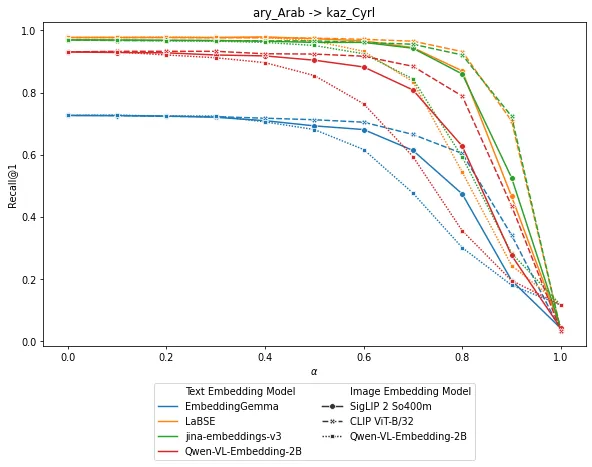 ary_Arab -> kaz_Cyrl
Recall@1
1.0
0.8
0.6
0.4
0.2
0.0
0.0 0.2 0.4 0.6 0.8 1.0
α
Text Embedding Model Image Embedding Model
EmbeddingGemma SigLIP 2 So400m
LaBSE CLIP ViT-B/32
jina-embeddings-v3 Qwen-VL-Embedding-2B
Qwen-VL-Embedding-2B